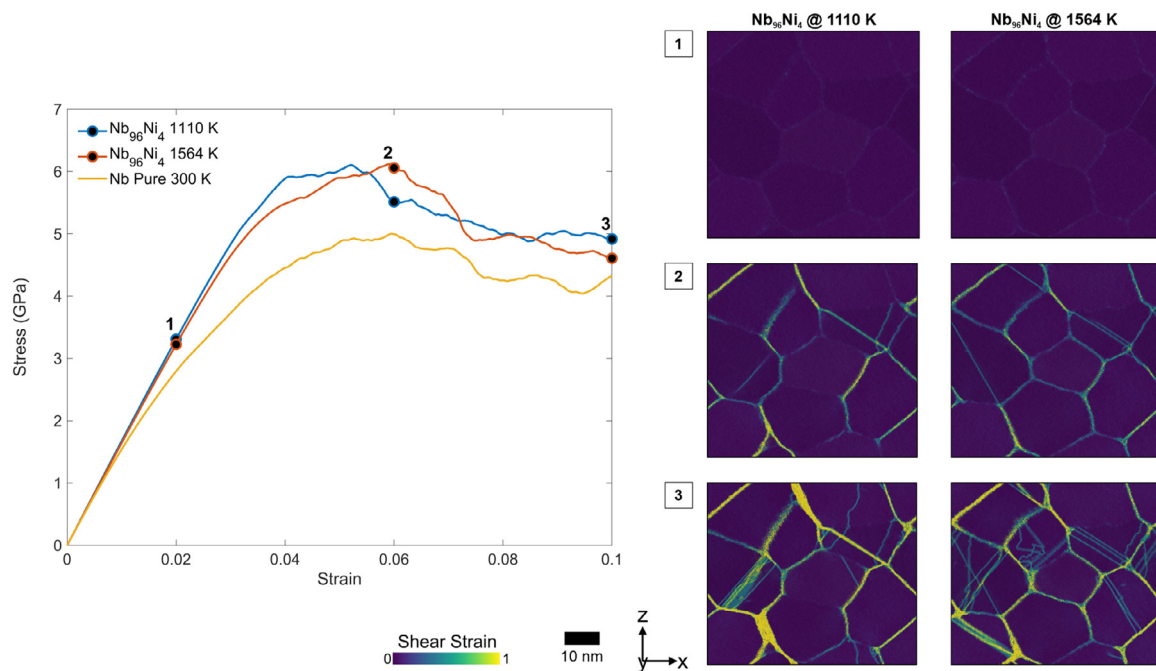 Nb₉₆Ni₄ @ 1110 K
Nb₉₆Ni₄ @ 1564 K
1
2
3
7
6
5
4
3
2
1
0
Stress (GPa)
Nb₉₆Ni₄ 1110 K
Nb₉₆Ni₄ 1564 K
Nb Pure 300 K
1
2
3
0
0.02
0.04
0.06
0.08
0.1
Strain
Shear Strain
0
1
10 nm
z
y
x